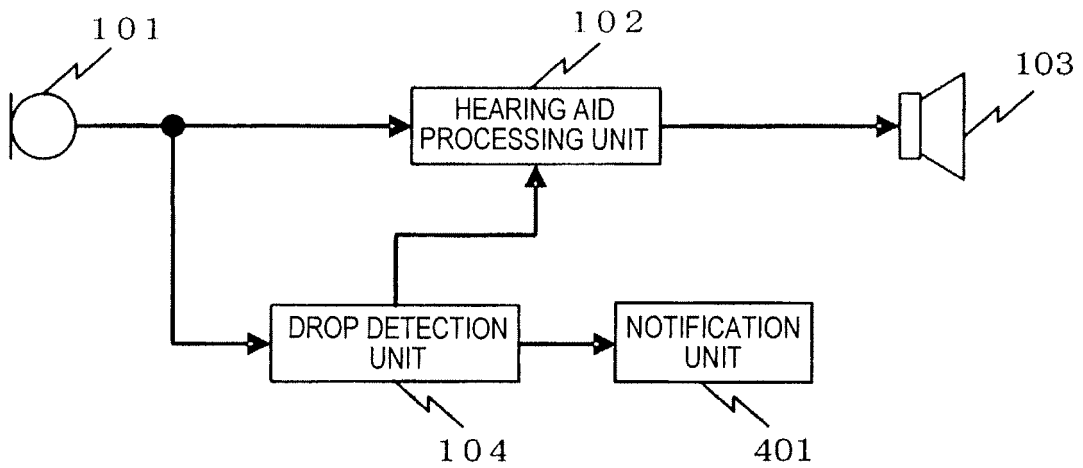 101
102
103
HEARING AID
PROCESSING UNIT
DROP DETECTION
UNIT
NOTIFICATION
UNIT
104
401